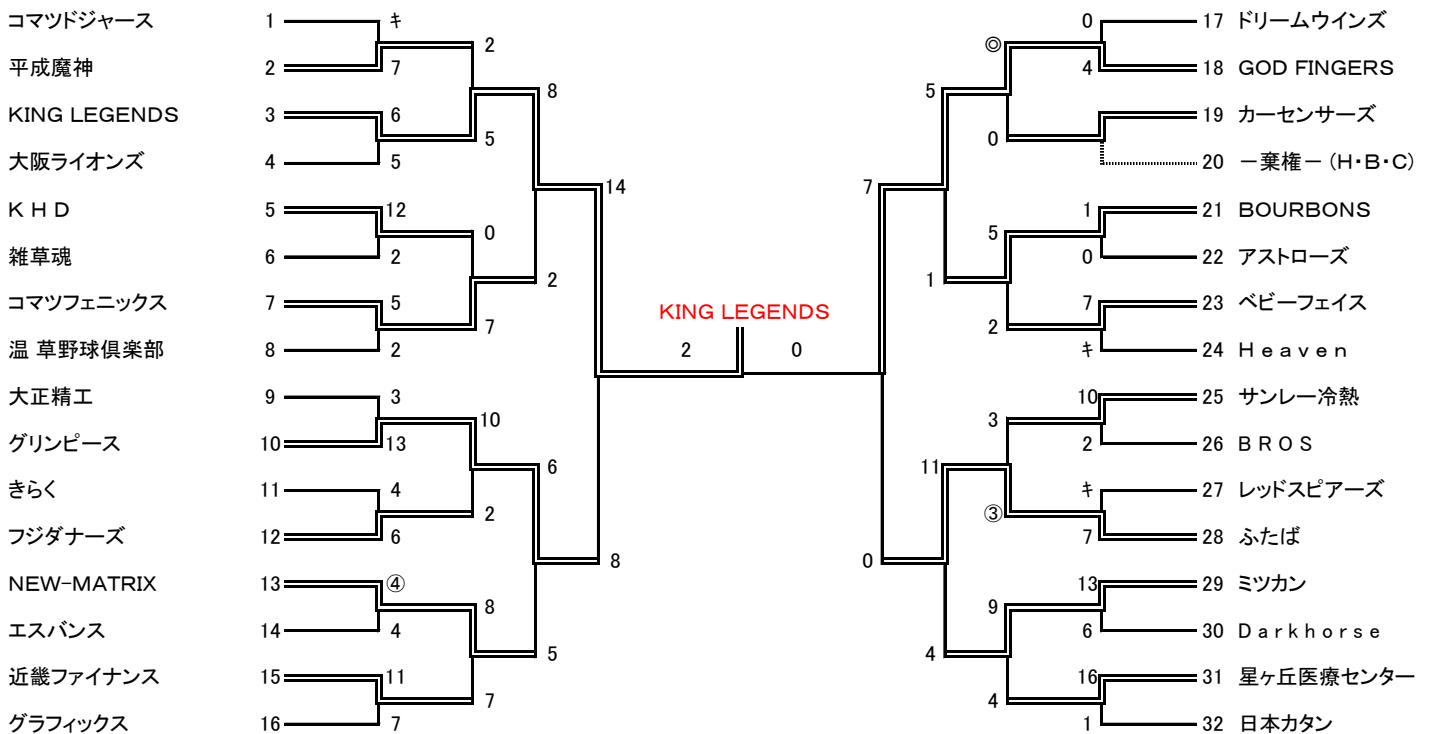 コマツドジャース 1 ｷ 0 17 ドリームウインズ
2 ◎
平成魔神 2 7 4 18 GOD FINGERS
8 5
KING LEGENDS 3 6 19 カーセンサーズ
5 0
大阪ライオンズ 4 5 20 －棄権－（H・B・C）
14 7
K H D 5 12 1 21 BOURBONS
0 5
雑草魂 6 2 0 22 アストローズ
2 1
コマツフェニックス 7 5 7 23 ベビーフェイス
KING LEGENDS
7 2
温 草野球倶楽部 8 2 2 0 ｷ 24 Heaven
大正精工 9 3 10 25 サンレー冷熱
10 3
グリンピース 10 13 2 26 BROS
6 11
きらく 11 4 ｷ 27 レッドスピアーズ
2 ③
フジダナーズ 12 6 7 28 ふたば
8 0
NEW-MATRIX 13 ④ 13 29 ミツカン
8 9
エスバンス 14 4 6 30 Darkhorse
5 4
近畿ファイナンス 15 11 16 31 星ヶ丘医療センター
7 4
グラフィックス 16 7 1 32 日本カタン